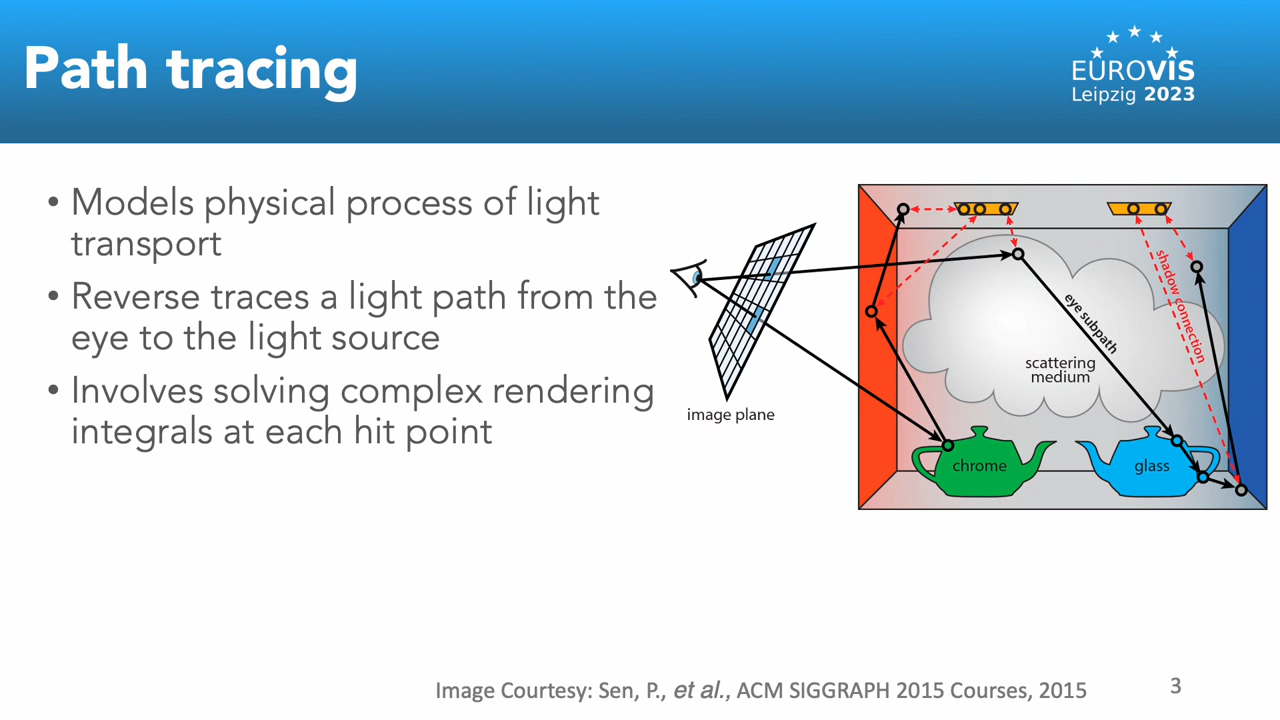 Path tracing
EUROVIS
Leipzig 2023
• Models physical process of light
transport
• Reverse traces a light path from the
eye to the light source
• Involves solving complex rendering
integrals at each hit point
image plane
eye subpath
shadow connection
scattering
medium
chrome
glass
Image Courtesy: Sen, P., et al., ACM SIGGRAPH 2015 Courses, 2015
3